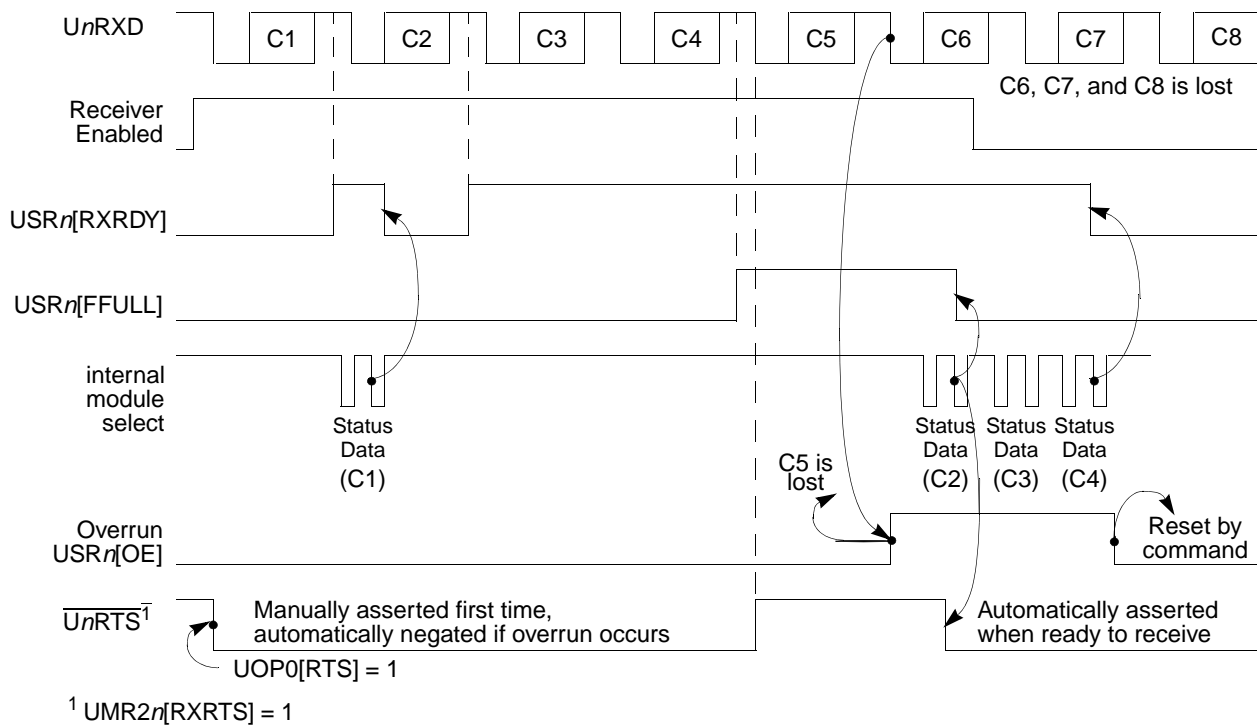 UnRXD
C1
C2
C3
C4
C5
C6
C7
C8
C6, C7, and C8 is lost
Receiver
Enabled
USRn[RXRDY]
USRn[FFULL]
internal
module
select
Status
Data
(C1)
Status
Data
(C2)
Status
Data
(C3)
Status
Data
(C4)
C5 is
lost
Overrun
USRn[OE]
Reset by
command
UnRTS1
Manually asserted first time,
automatically negated if overrun occurs
Automatically asserted
when ready to receive
UOP0[RTS] = 1
1 UMR2n[RXRTS] = 1